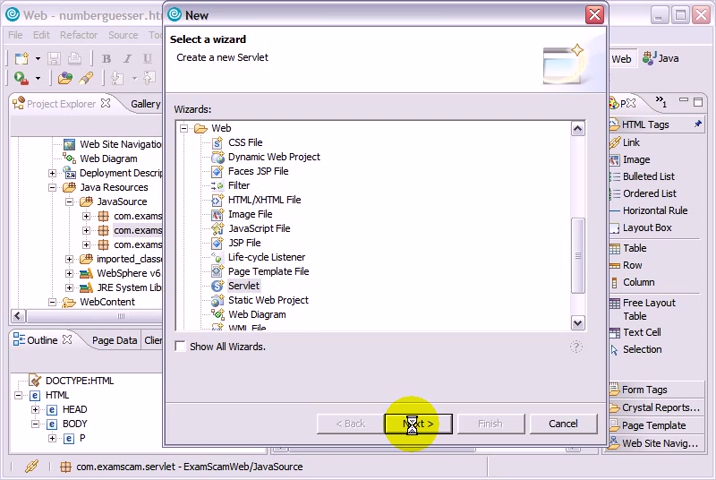 Web - numberguesser.h
New
File Edit Refactor Source
Select a wizard
Create a new Servlet
Web
Java
Project Explorer
Gallery
Wizards:
Web
CSS File
Dynamic Web Project
Faces JSP File
Filter
HTML/XHTML File
Image File
JavaScript File
JSP File
Life-cycle Listener
Page Template File
Servlet
Static Web Project
Web Diagram
WML File
Show All Wizards.
< Back
Next >
Finish
Cancel
Web Site Navigation
Web Diagram
Deployment Descrip
Java Resources
JavaSource
com.exams
com.exams
com.exams
imported_classe
WebSphere v6
JRE System Lib
WebContent
Outline
Page Data
Clien
DOCTYPE:HTML
HTML
HEAD
BODY
P
HTML Tags
Link
Image
Bulleted List
Ordered List
Horizontal Rule
Layout Box
Table
Row
Column
Free Layout
Table
Text Cell
Selection
Form Tags
Crystal Reports...
Page Template
Web Site Navig...
com.examscam.servlet - ExamScamWeb/JavaSource